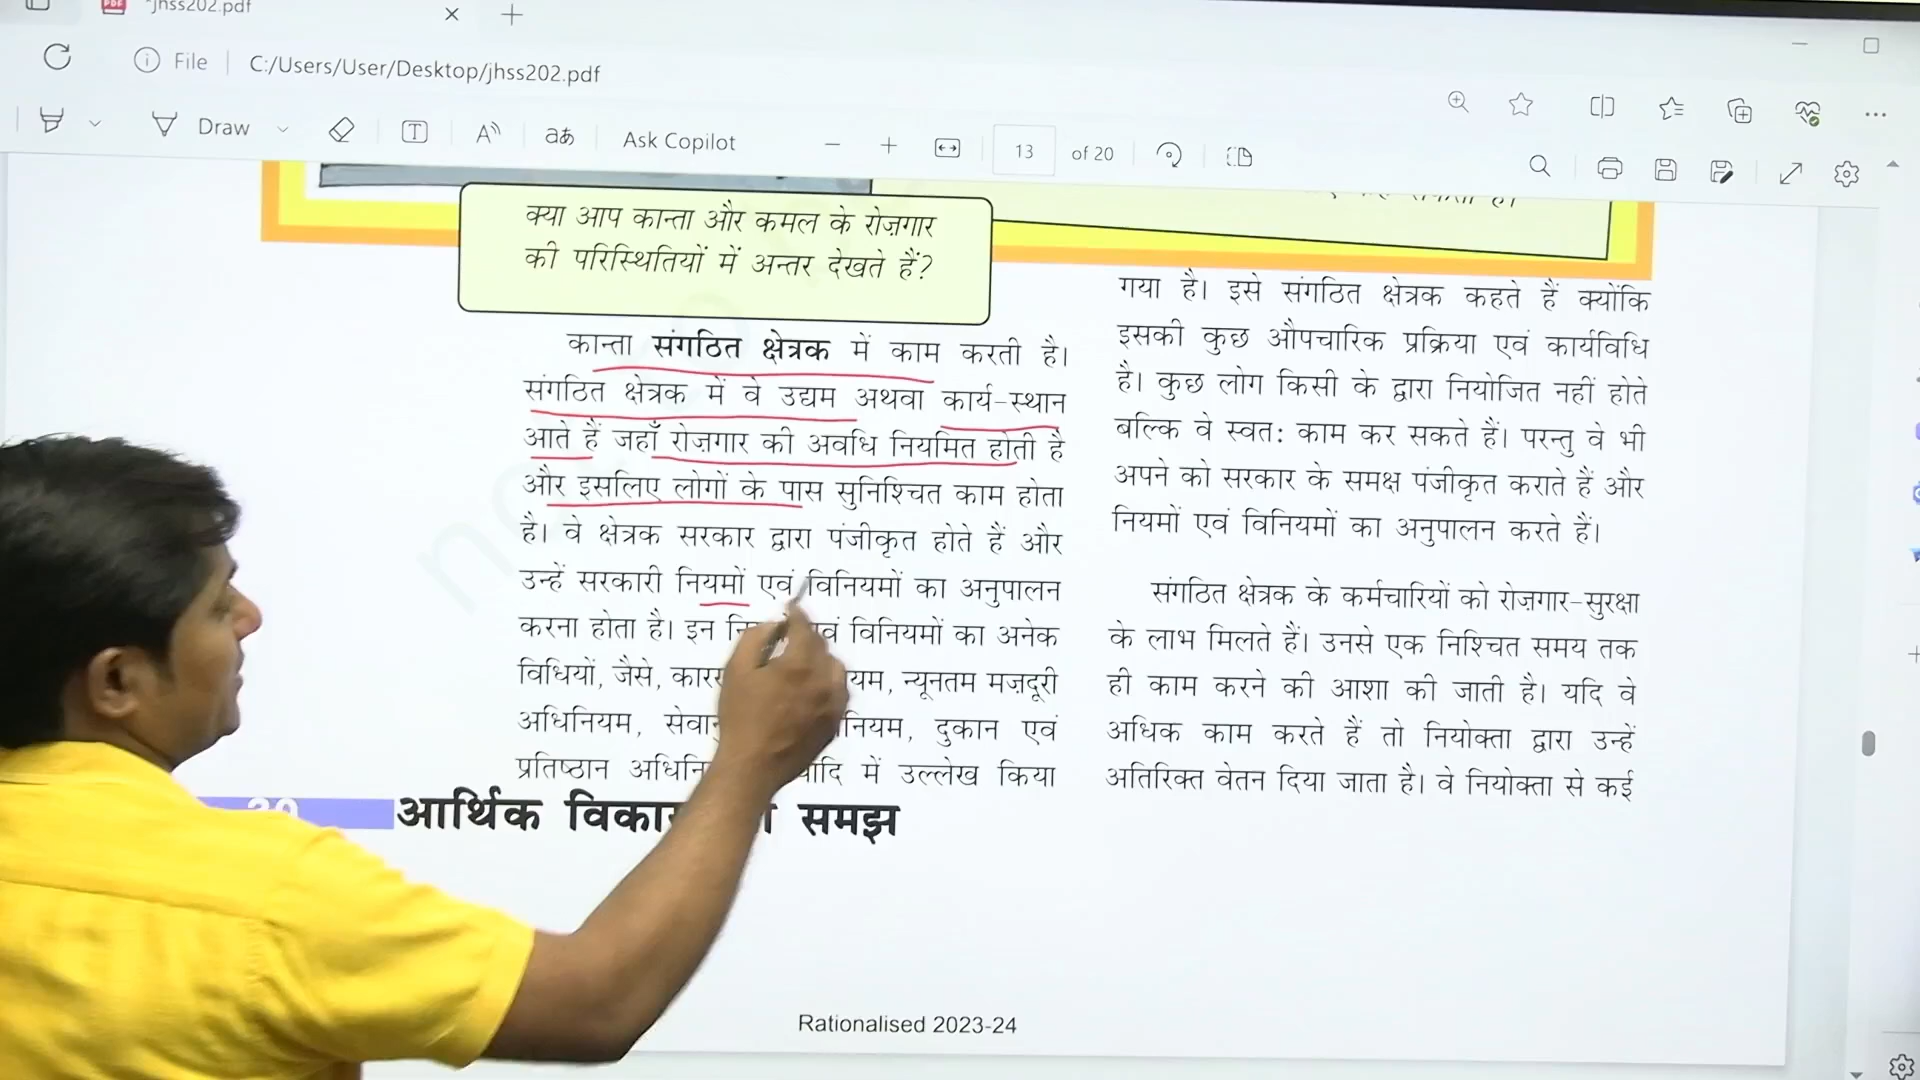 jhss202.pdf
File
C:/Users/User/Desktop/jhss202.pdf
Draw
Ask Copilot
13 of 20
क्या आप कान्ता और कमल के रोज़गार
की परिस्थितियों में अन्तर देखते हैं?
कान्ता संगठित क्षेत्रक में काम करती है।
संगठित क्षेत्रक में वे उद्यम अथवा कार्य-स्थान
आते हैं जहाँ रोज़गार की अवधि नियमित होती है
और इसलिए लोगों के पास सुनिश्चित काम होता
है। वे क्षेत्रक सरकार द्वारा पंजीकृत होते हैं और
उन्हें सरकारी नियमों एवं विनियमों का अनुपालन
करना होता है। इन विनियमों का अनेक
विधियों, जैसे, न्यूनतम मज़दूरी
अधिनियम, दुकान एवं
प्रतिष्ठान में उल्लेख किया
गया है। इसे संगठित क्षेत्रक कहते हैं क्योंकि
इसकी कुछ औपचारिक प्रक्रिया एवं कार्यविधि
है। कुछ लोग किसी के द्वारा नियोजित नहीं होते
बल्कि वे स्वत: काम कर सकते हैं। परन्तु वे भी
अपने को सरकार के समक्ष पंजीकृत कराते हैं और
नियमों एवं विनियमों का अनुपालन करते हैं।
संगठित क्षेत्रक के कर्मचारियों को रोज़गार-सुरक्षा
के लाभ मिलते हैं। उनसे एक निश्चित समय तक
ही काम करने की आशा की जाती है। यदि वे
अधिक काम करते हैं तो नियोक्ता द्वारा उन्हें
अतिरिक्त वेतन दिया जाता है। वे नियोक्ता से कई
आर्थिक समझ
Rationalised 2023-24